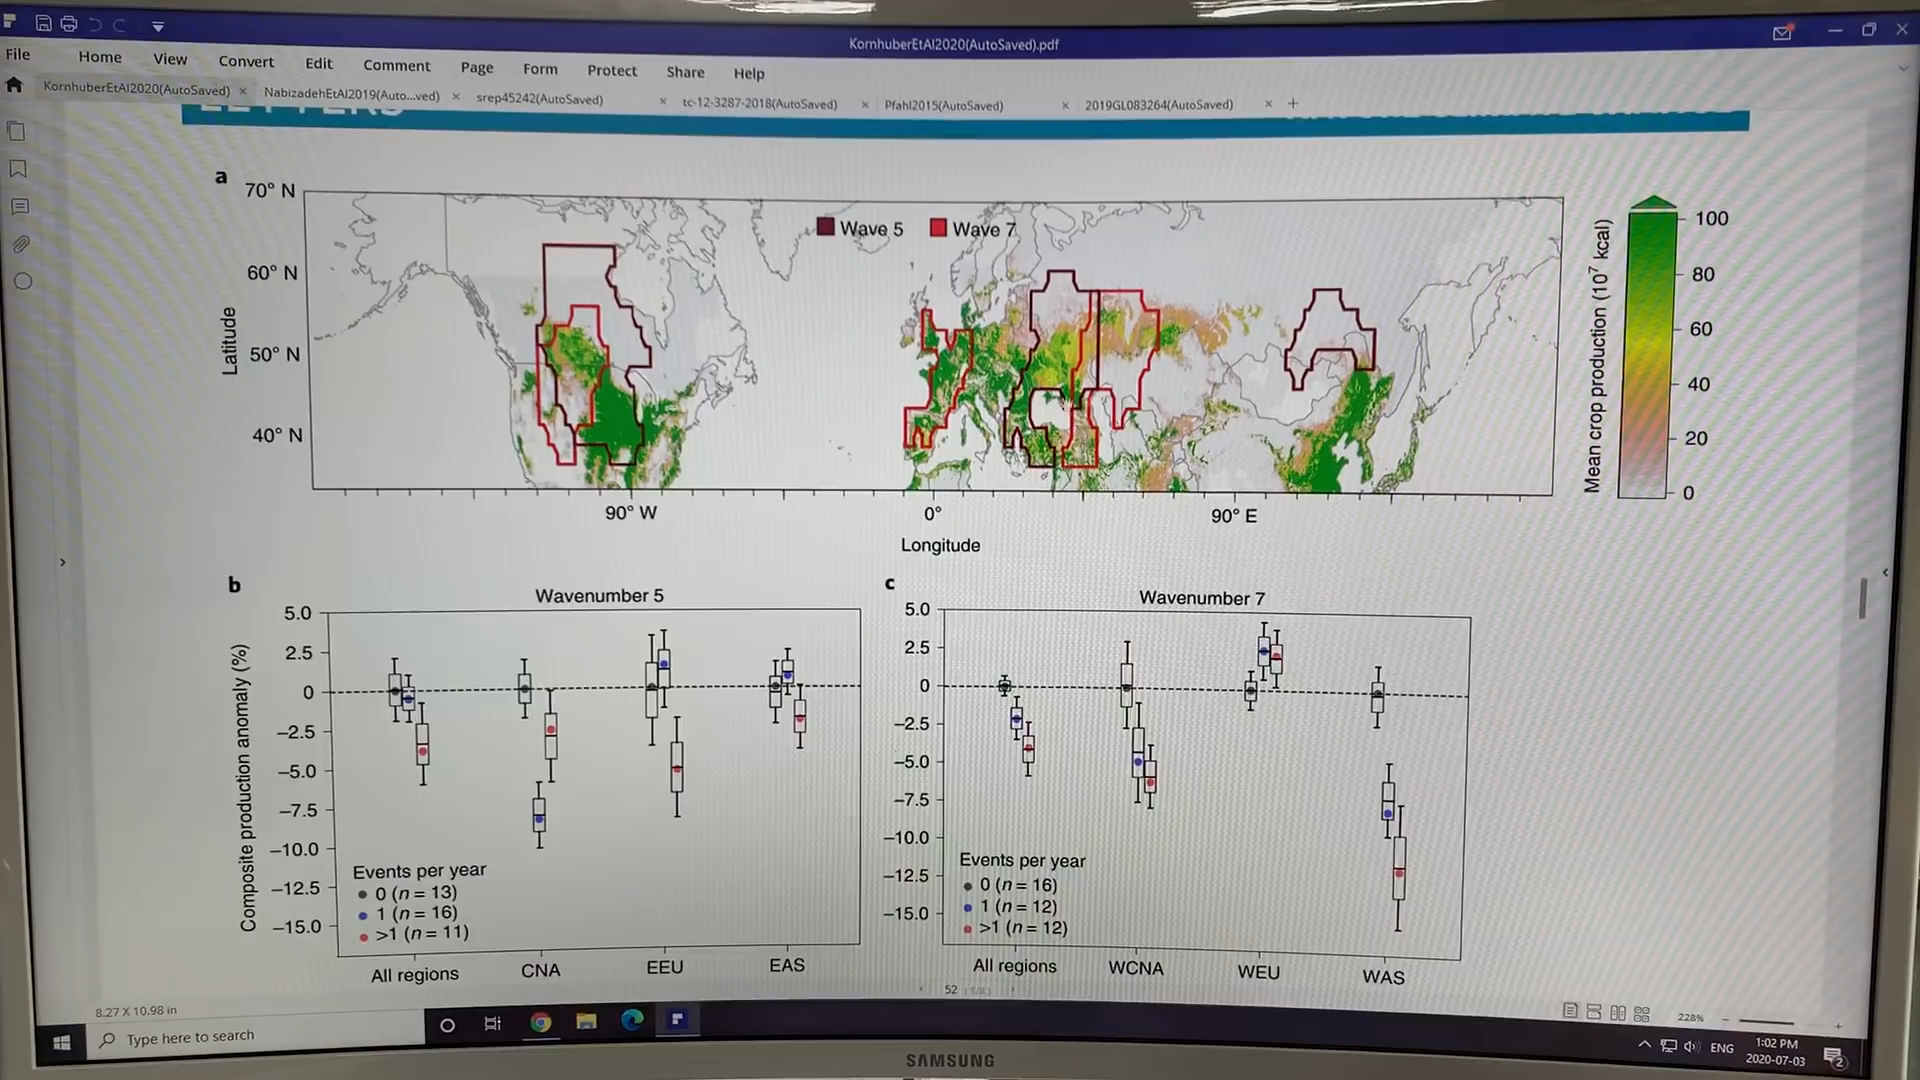 KornhuberEtAl2020(AutoSaved).pdf
File Home View Convert Edit Comment Page Form Protect Share Help
KornhuberEtAl2020(AutoSaved) × NabizadehEtAl2019(Auto...ved) × srep45242(AutoSaved) × tc-12-3287-2018(AutoSaved) × Pfahl2015(AutoSaved) × 2019GL083264(AutoSaved) × +
LETTERS
a
70° N
60° N
50° N
40° N
Latitude
Wave 5 Wave 7
90° W 0° 90° E
Longitude
Mean crop production (10⁷ kcal)
100
80
60
40
20
0
b
Wavenumber 5
5.0
2.5
0
−2.5
−5.0
−7.5
−10.0
−12.5
−15.0
Composite production anomaly (%)
Events per year
0 (n = 13)
1 (n = 16)
>1 (n = 11)
All regions CNA EEU EAS
c
Wavenumber 7
5.0
2.5
0
−2.5
−5.0
−7.5
−10.0
−12.5
−15.0
Events per year
0 (n = 16)
1 (n = 12)
>1 (n = 12)
All regions WCNA WEU WAS
52
8.27 X 10.98 in
228%
Type here to search
ENG
1:02 PM
2020-07-03
2
SAMSUNG